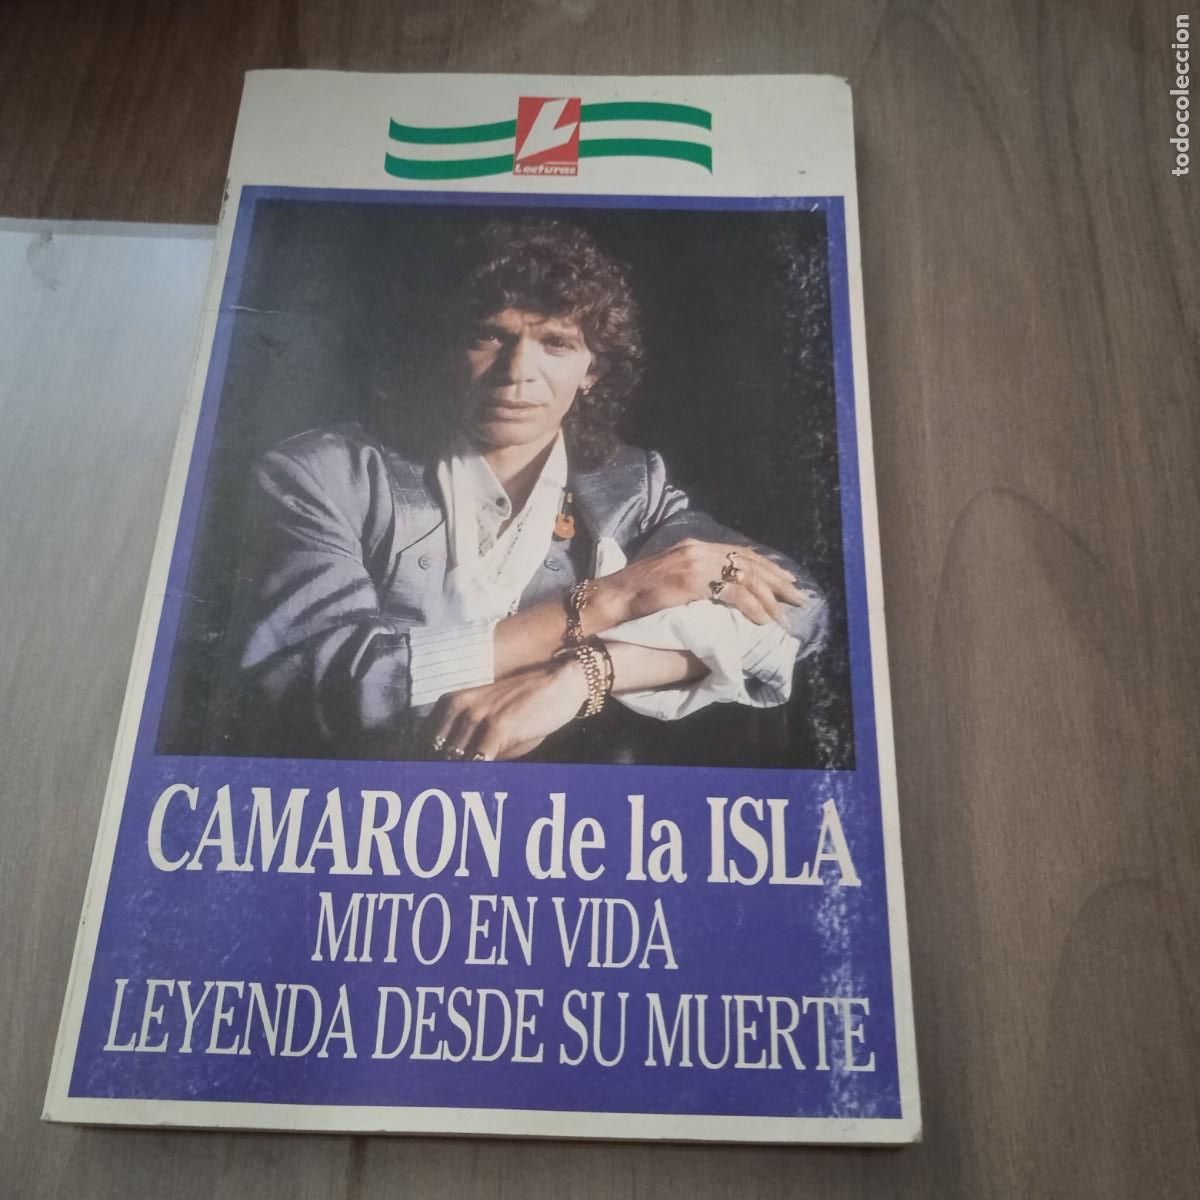 Lecturas
CAMARON de la ISLA
MITO EN VIDA
LEYENDA DESDE SU MUERTE
todocoleccion